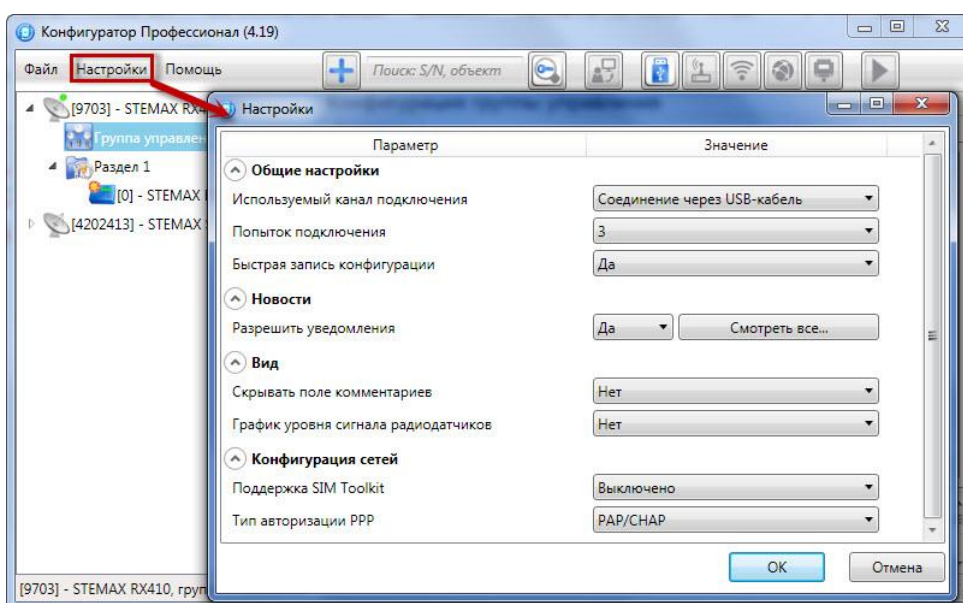 Конфигуратор Профессионал (4.19)
Файл Настройки Помощь Поиск: S/N, объект
[9703] - STEMAX RX4
Группа управлен
Раздел 1
[0] - STEMAX
[4202413] - STEMAX
Настройки
Параметр Значение
Общие настройки
Используемый канал подключения Соединение через USB-кабель
Попыток подключения 3
Быстрая запись конфигурации Да
Новости
Разрешить уведомления Да Смотреть все...
Вид
Скрывать поле комментариев Нет
График уровня сигнала радиодатчиков Нет
Конфигурация сетей
Поддержка SIM Toolkit Выключено
Тип авторизации PPP PAP/CHAP
OK Отмена
[9703] - STEMAX RX410, груп